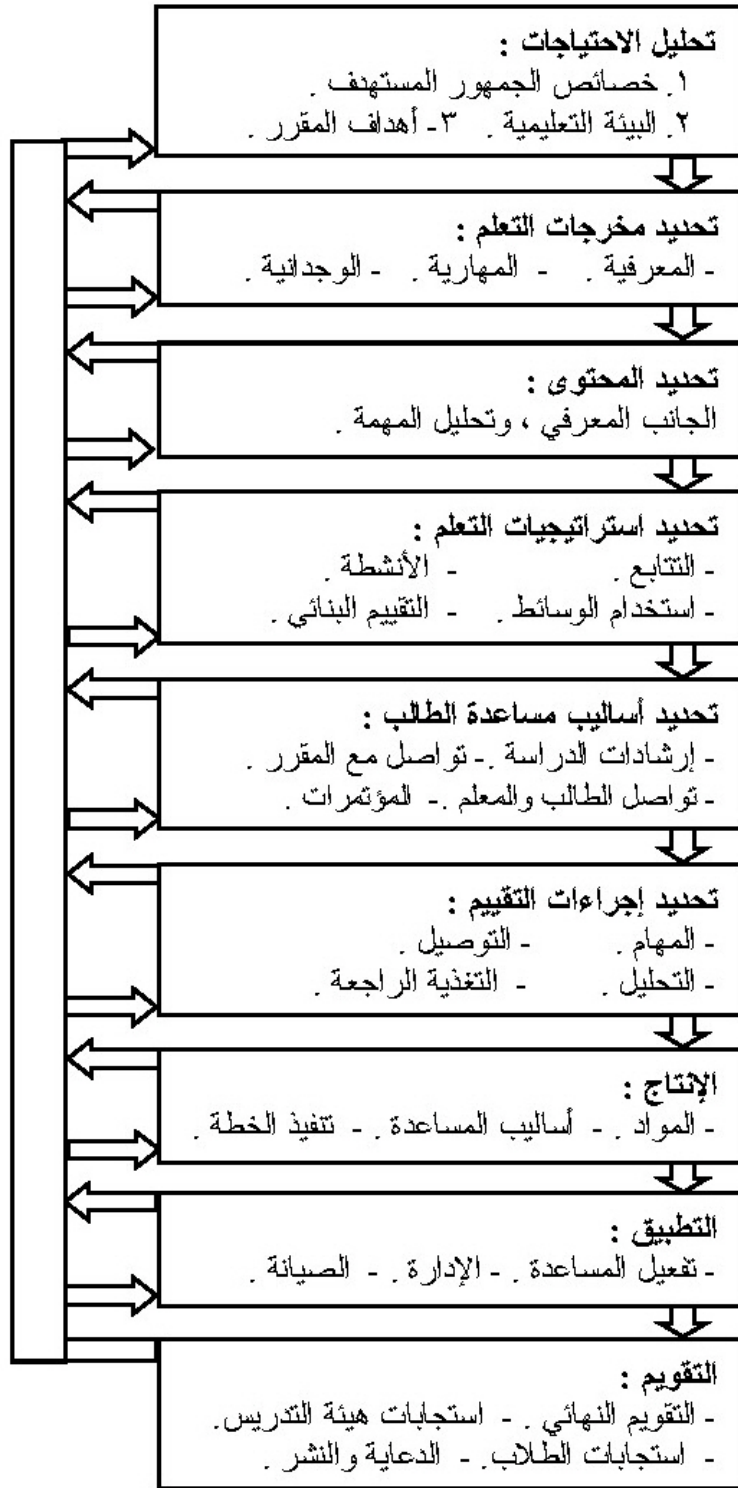 تحليل الاحتياجات :
١. خصائص الجمهور المستهدف .
٢. البيئة التعليمية . ٣- أهداف المقرر .
تحديد مخرجات التعلم :
- المعرفية . - المهارية . - الوجدانية .
تحديد المحتوى :
الجانب المعرفي ، وتحليل المهمة .
تحديد استراتيجيات التعلم :
- التتابع . - الأنشطة .
- استخدام الوسائط . - التقييم البنائي .
تحديد أساليب مساعدة الطالب :
- إرشادات الدراسة .- تواصل مع المقرر .
- تواصل الطالب والمعلم .- المؤتمرات .
تحديد إجراءات التقييم :
- المهام . - التوصيل .
- التحليل . - التغذية الراجعة .
الإنتاج :
- المواد . - أساليب المساعدة . - تنفيذ الخطة .
التطبيق :
- تفعيل المساعدة .- الإدارة .- الصيانة .
التقويم :
- التقويم النهائي . - استجابات هيئة التدريس.
- استجابات الطلاب.- الدعاية والنشر .